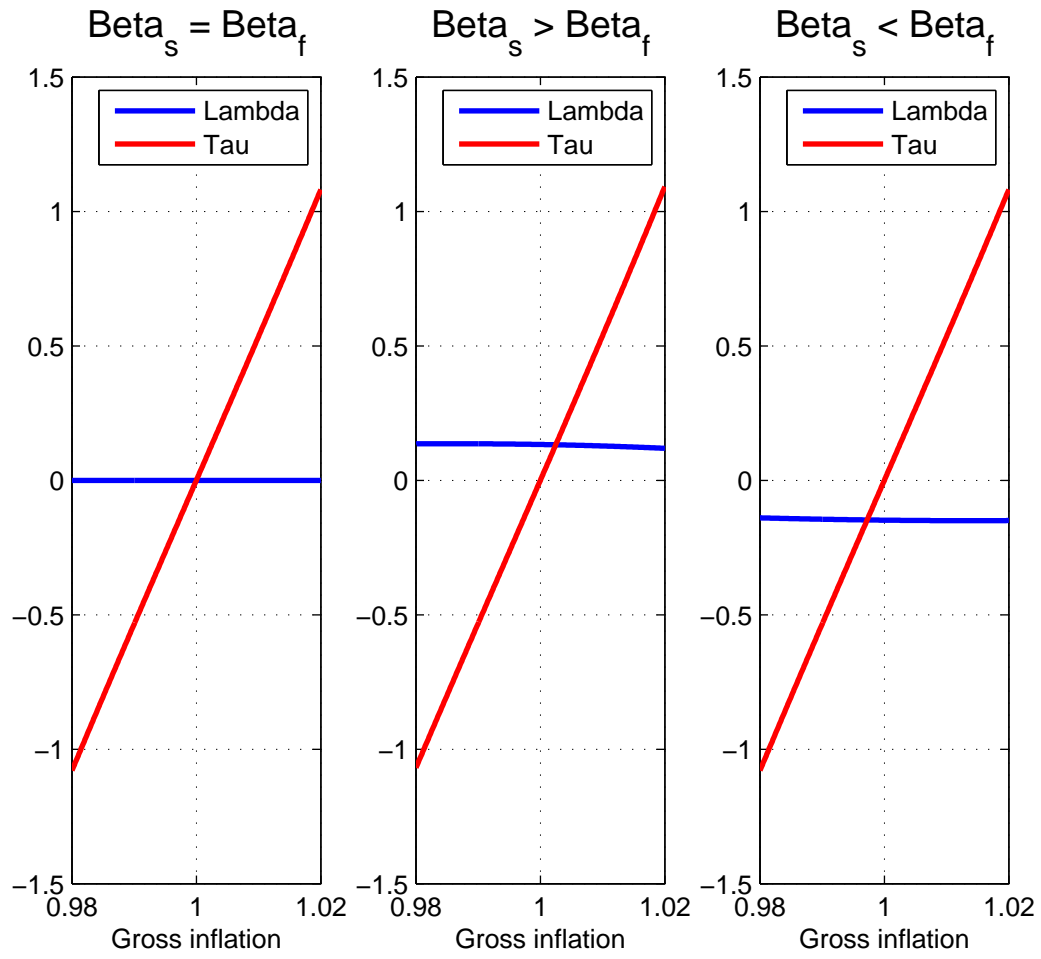 Beta_s = Beta_f
1.5
1
0.5
0
−0.5
−1
−1.5
Lambda
Tau
0.98
1
1.02
Gross inflation
Beta_s > Beta_f
1.5
1
0.5
0
−0.5
−1
−1.5
Lambda
Tau
0.98
1
1.02
Gross inflation
Beta_s < Beta_f
1.5
1
0.5
0
−0.5
−1
−1.5
Lambda
Tau
0.98
1
1.02
Gross inflation